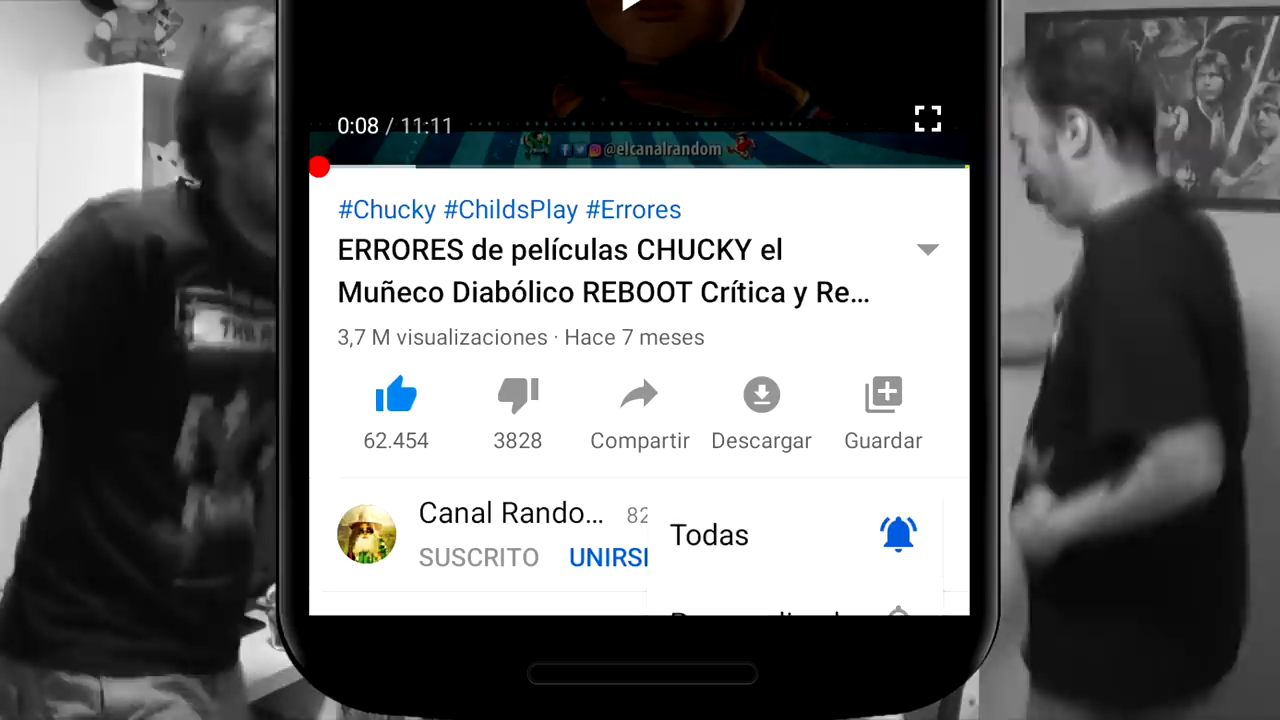 0:08 / 11:11
@elcanalrandom
#Chucky #ChildsPlay #Errores
ERRORES de películas CHUCKY el
Muñeco Diabólico REBOOT Crítica y Re...
3,7 M visualizaciones · Hace 7 meses
62.454
3828
Compartir
Descargar
Guardar
Canal Rando... 82
SUSCRITO
UNIRSE
Todas